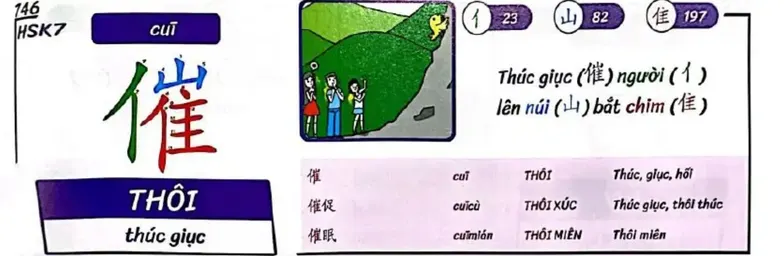 746
HSK7
cuī
催
THÔI
thúc giục
亻 23
山 82
隹 197
Thúc giục (催) người (亻)
lên núi (山) bắt chim (隹)
催 cuī THÔI Thúc, giục, hối
催促 cuīcù THÔI XÚC Thúc giục, thôi thúc
催眠 cuīmián THÔI MIÊN Thôi miên